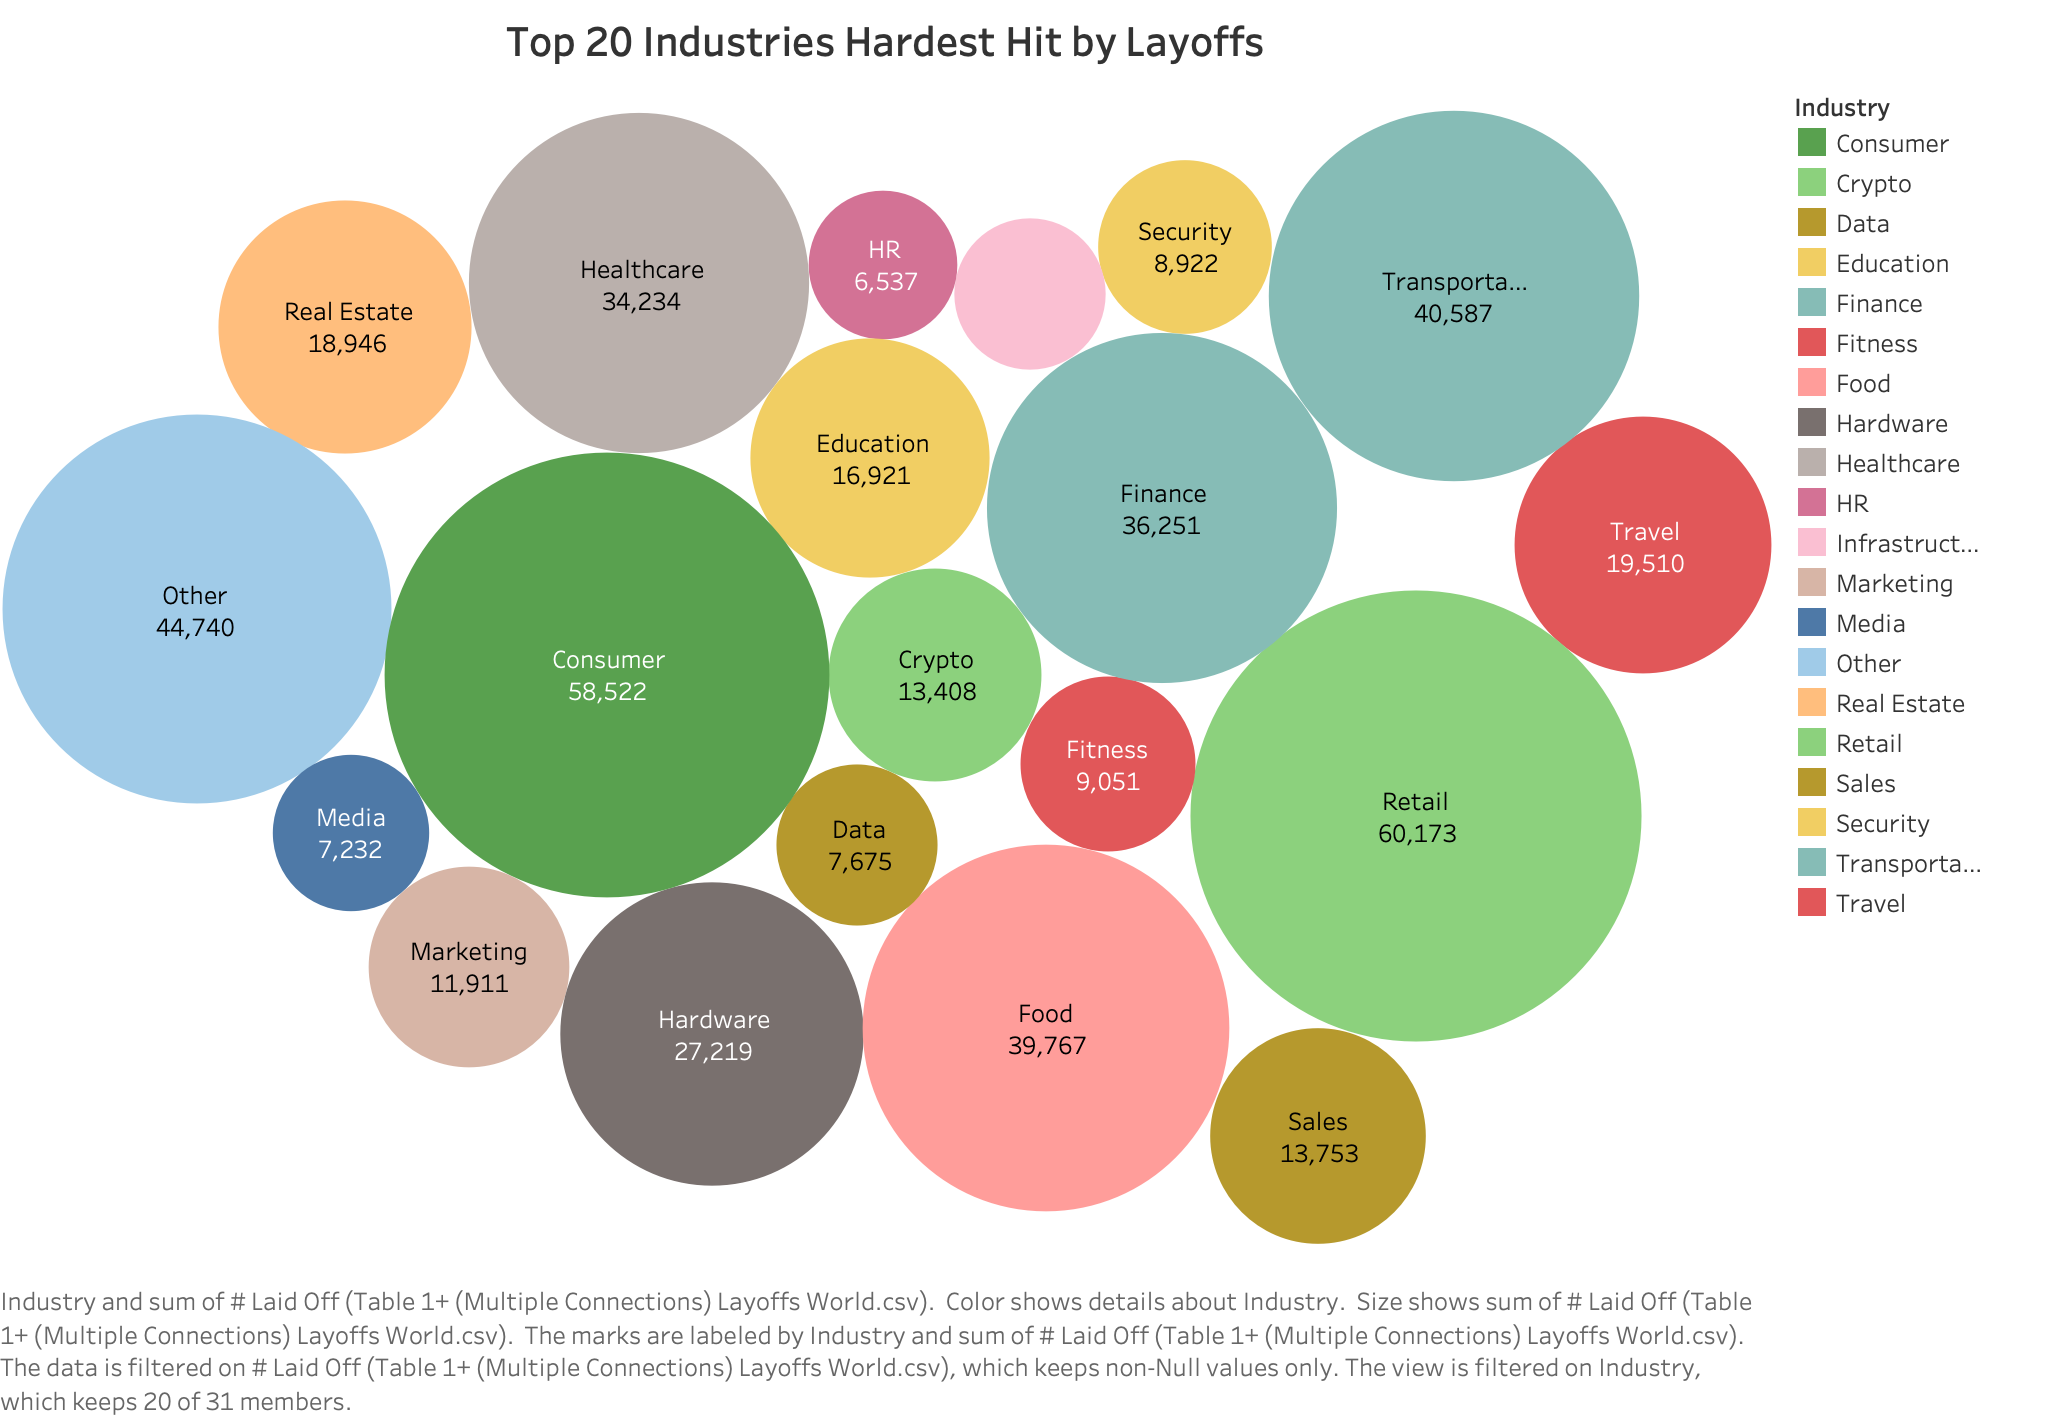 Top 20 Industries Hardest Hit by Layoffs
Healthcare
34,234
HR
6,537
Security
8,922
Transporta...
40,587
Real Estate
18,946
Education
16,921
Finance
36,251
Travel
19,510
Other
44,740
Consumer
58,522
Crypto
13,408
Fitness
9,051
Retail
60,173
Media
7,232
Data
7,675
Marketing
11,911
Hardware
27,219
Food
39,767
Sales
13,753
Industry
Consumer
Crypto
Data
Education
Finance
Fitness
Food
Hardware
Healthcare
HR
Infrastruct...
Marketing
Media
Other
Real Estate
Retail
Sales
Security
Transporta...
Travel
Industry and sum of # Laid Off (Table 1+ (Multiple Connections) Layoffs World.csv).  Color shows details about Industry.  Size shows sum of # Laid Off (Table
1+ (Multiple Connections) Layoffs World.csv).  The marks are labeled by Industry and sum of # Laid Off (Table 1+ (Multiple Connections) Layoffs World.csv).
The data is filtered on # Laid Off (Table 1+ (Multiple Connections) Layoffs World.csv), which keeps non-Null values only. The view is filtered on Industry,
which keeps 20 of 31 members.